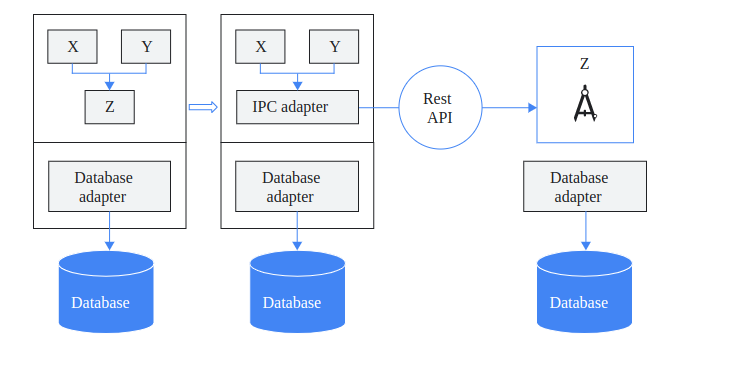 X
Y
Z
Database
adapter
Database
X
Y
IPC adapter
Database
adapter
Database
Rest
API
Z
Database
adapter
Database